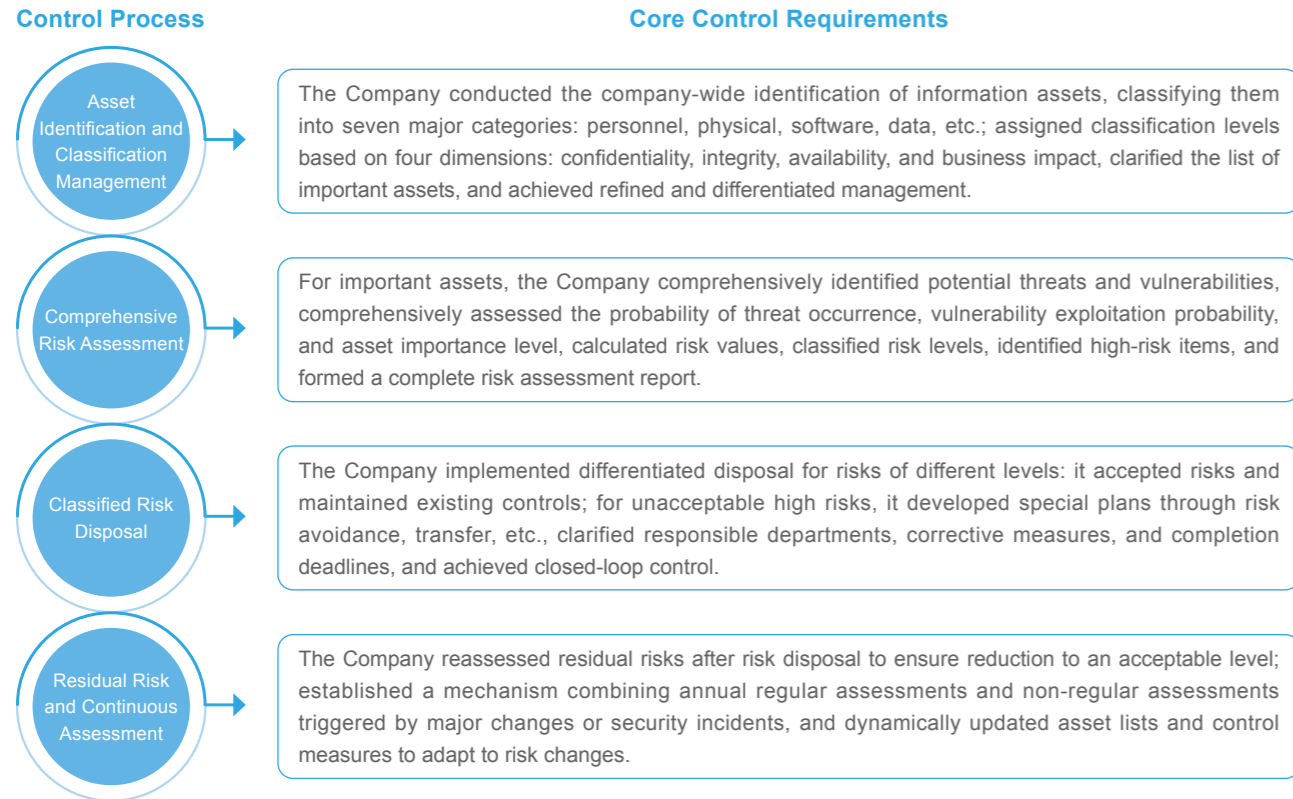 Control Process
Core Control Requirements
Asset
Identification and
Classification
Management
The Company conducted the company-wide identification of information assets, classifying them
into seven major categories: personnel, physical, software, data, etc.; assigned classification levels
based on four dimensions: confidentiality, integrity, availability, and business impact, clarified the list of
important assets, and achieved refined and differentiated management.
Comprehensive
Risk Assessment
For important assets, the Company comprehensively identified potential threats and vulnerabilities,
comprehensively assessed the probability of threat occurrence, vulnerability exploitation probability,
and asset importance level, calculated risk values, classified risk levels, identified high-risk items, and
formed a complete risk assessment report.
Classified Risk
Disposal
The Company implemented differentiated disposal for risks of different levels: it accepted risks and
maintained existing controls; for unacceptable high risks, it developed special plans through risk
avoidance, transfer, etc., clarified responsible departments, corrective measures, and completion
deadlines, and achieved closed-loop control.
Residual Risk
and Continuous
Assessment
The Company reassessed residual risks after risk disposal to ensure reduction to an acceptable level;
established a mechanism combining annual regular assessments and non-regular assessments
triggered by major changes or security incidents, and dynamically updated asset lists and control
measures to adapt to risk changes.